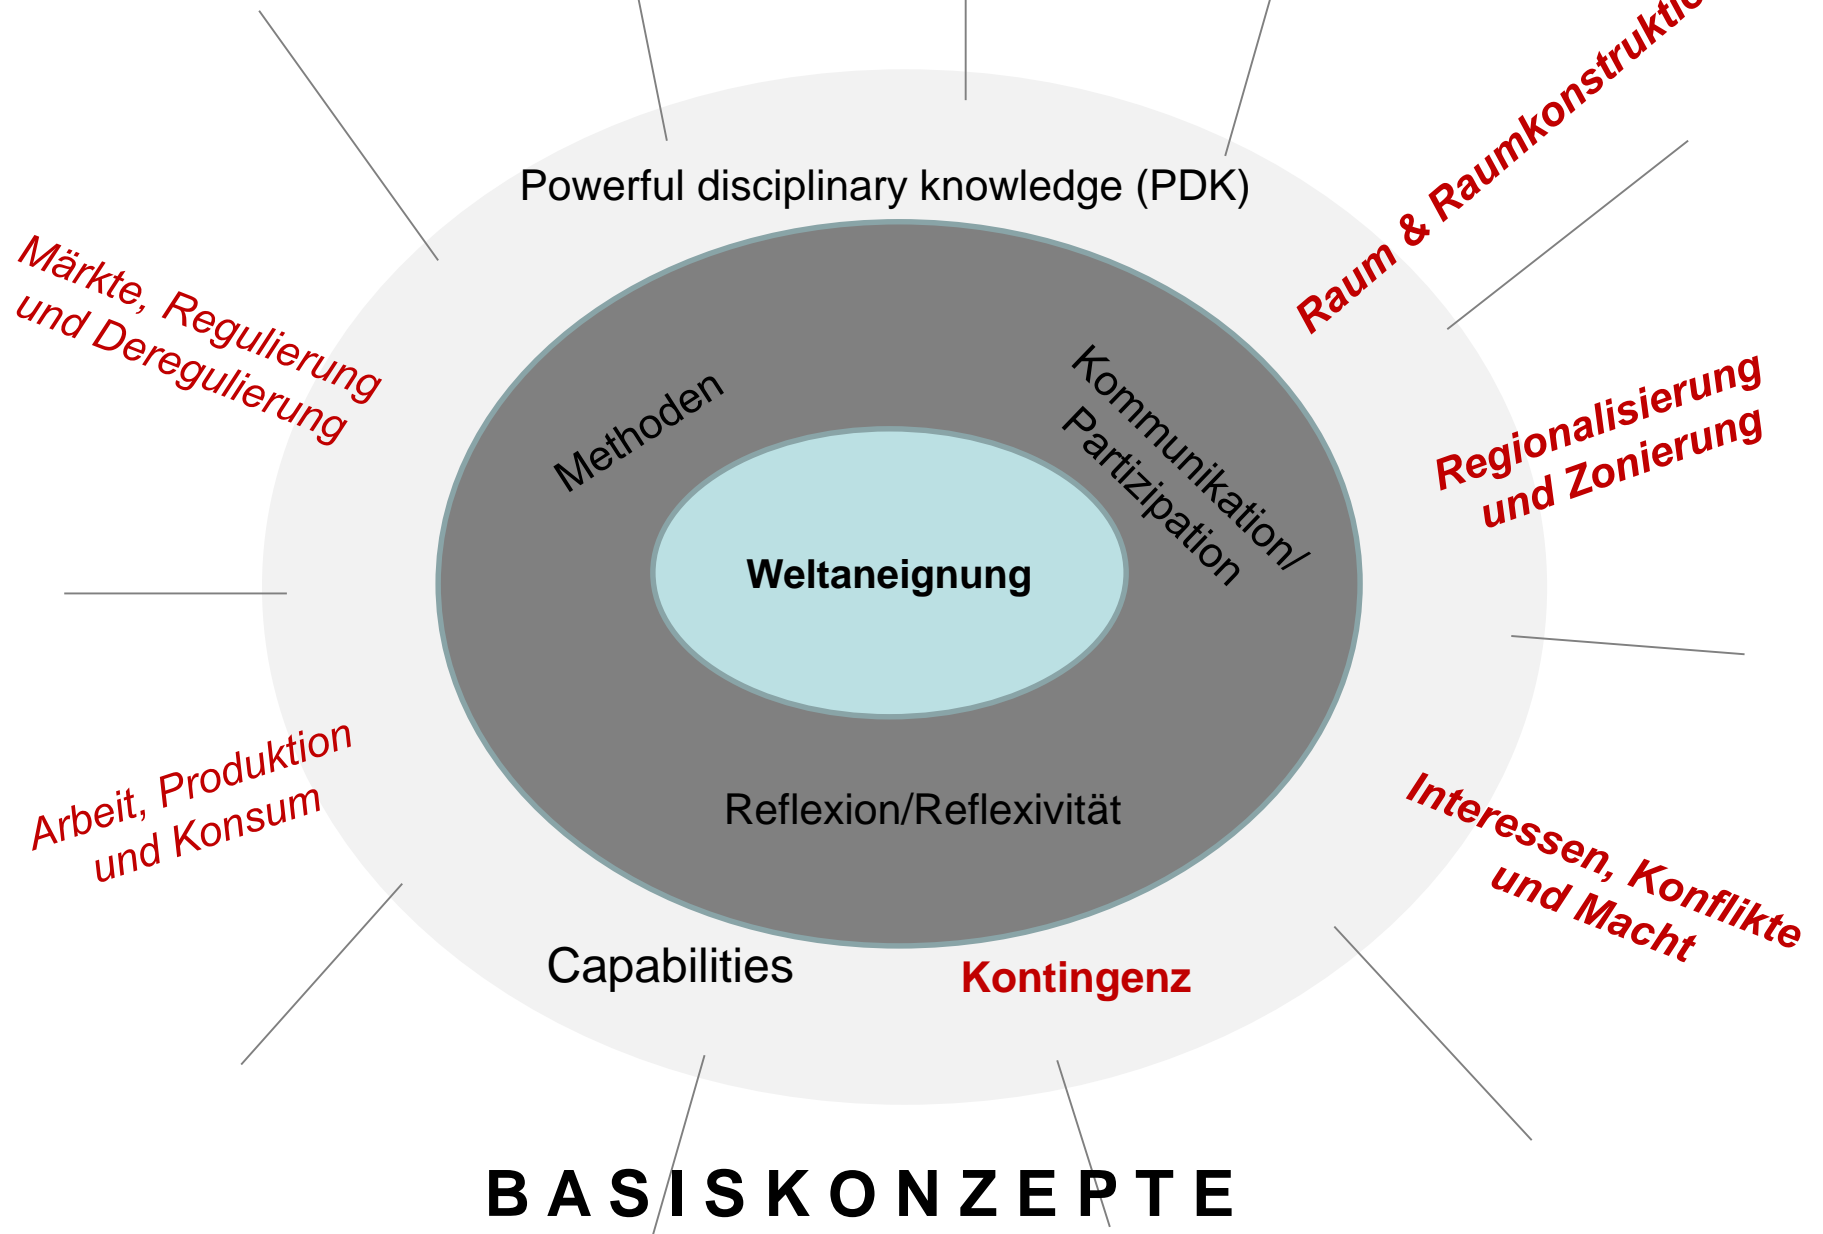 Raum & Raumkonstruktio
Powerful disciplinary knowledge (PDK)
Märkte, Regulierung
und Deregulierung
Methoden
Kommunikation/
Partizipation
Regionalisierung
und Zonierung
Weltaneignung
Arbeit, Produktion
und Konsum
Reflexion/Reflexivität
Interessen, Konflikte
und Macht
Capabilities
Kontingenz
BASISKONZEPTE